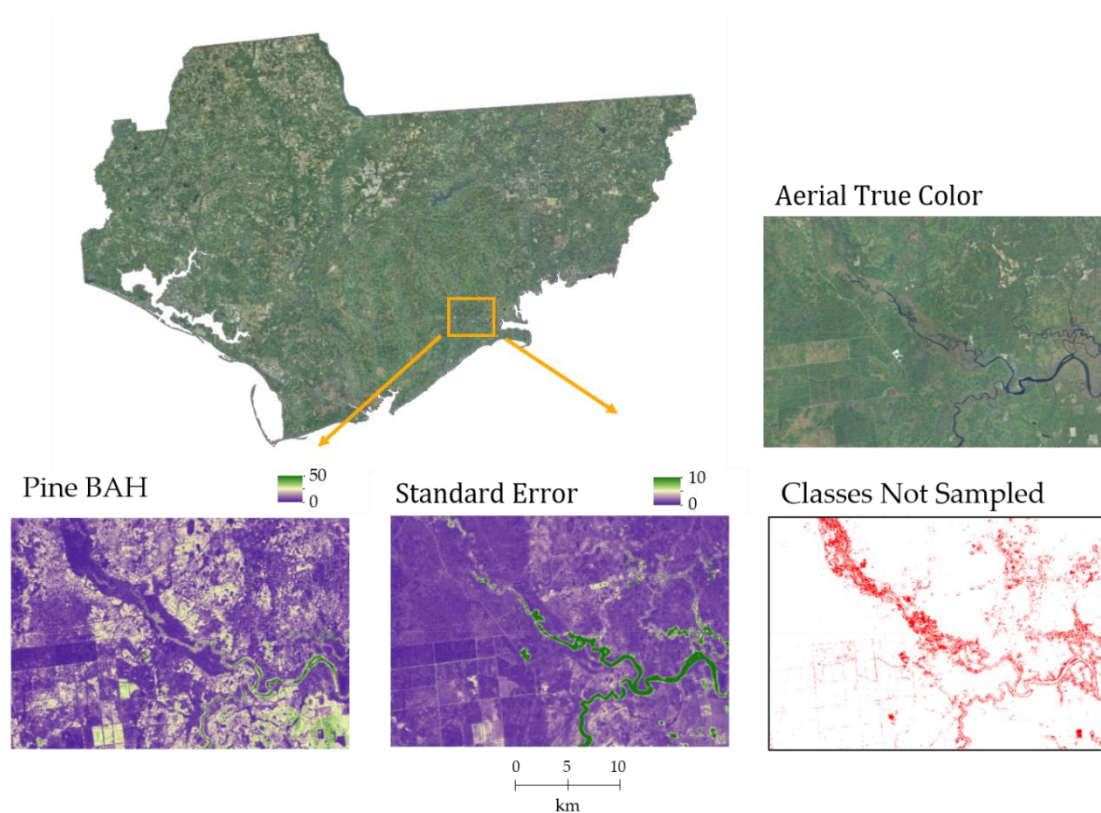 Aerial True Color
Pine BAH
50
0
Standard Error
10
0
Classes Not Sampled
0 5 10
km